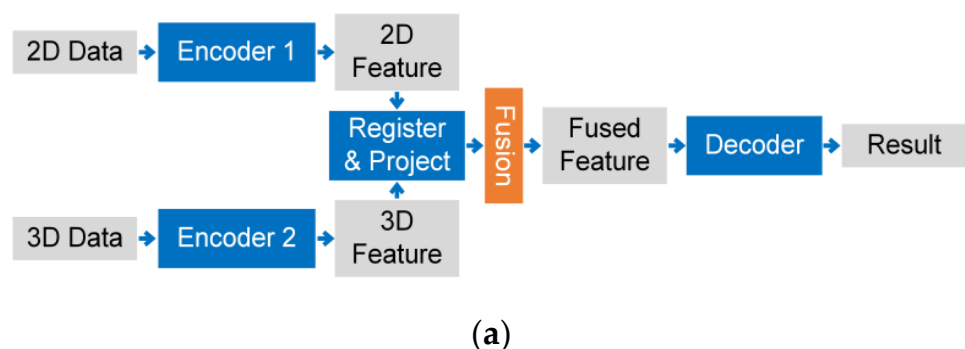 2D Data
Encoder 1
2D
Feature
Register
& Project
Fusion
Fused
Feature
Decoder
Result
3D Data
Encoder 2
3D
Feature
(a)